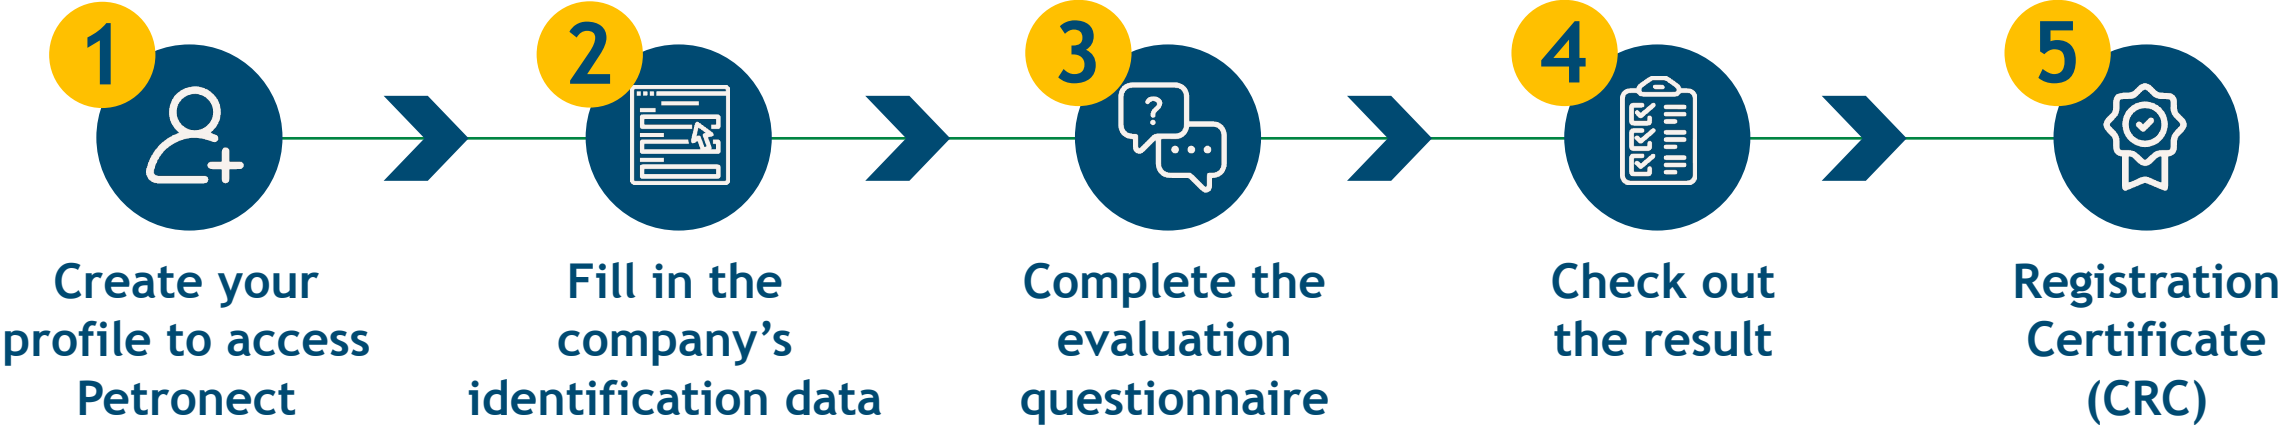 1
Create your
profile to access
Petronect
2
Fill in the
company’s
identification data
3
?
Complete the
evaluation
questionnaire
4
Check out
the result
5
Registration
Certificate
(CRC)